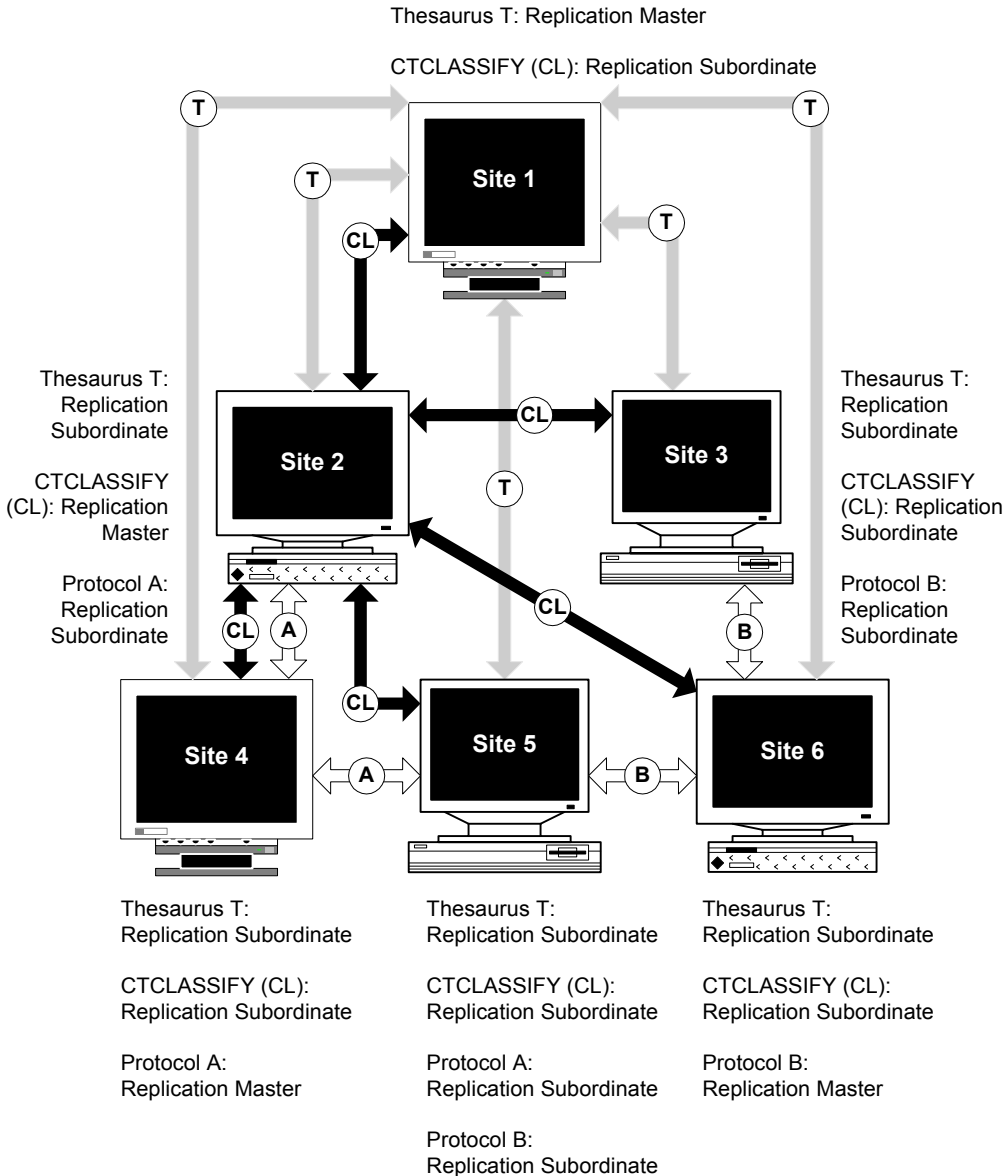 Thesaurus T: Replication Master
CTCLASSIFY (CL): Replication Subordinate
T
T
T
Site 1
T
CL
Thesaurus T:
Replication
Subordinate
CTCLASSIFY
(CL): Replication
Master
Protocol A:
Replication
Subordinate
Site 2
CL
Site 3
Thesaurus T:
Replication
Subordinate
CTCLASSIFY
(CL): Replication
Subordinate
Protocol B:
Replication
Subordinate
T
CL
CL
A
B
CL
Site 4
A
Site 5
B
Site 6
Thesaurus T:
Replication Subordinate
CTCLASSIFY (CL):
Replication Subordinate
Protocol A:
Replication Master
Thesaurus T:
Replication Subordinate
CTCLASSIFY (CL):
Replication Subordinate
Protocol A:
Replication Subordinate
Protocol B:
Replication Subordinate
Thesaurus T:
Replication Subordinate
CTCLASSIFY (CL):
Replication Subordinate
Protocol B:
Replication Master